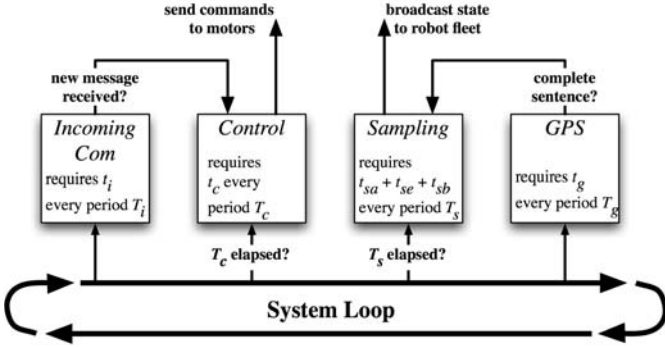 send commands
to motors
broadcast state
to robot fleet
new message
received?
complete
sentence?
Incoming
Com
requires t_i
every period T_i
Control
requires
t_c every
period T_c
Sampling
requires
t_sa + t_se + t_sb
every period T_s
GPS
requires t_g
every period T_g
T_c elapsed?
T_s elapsed?
System Loop